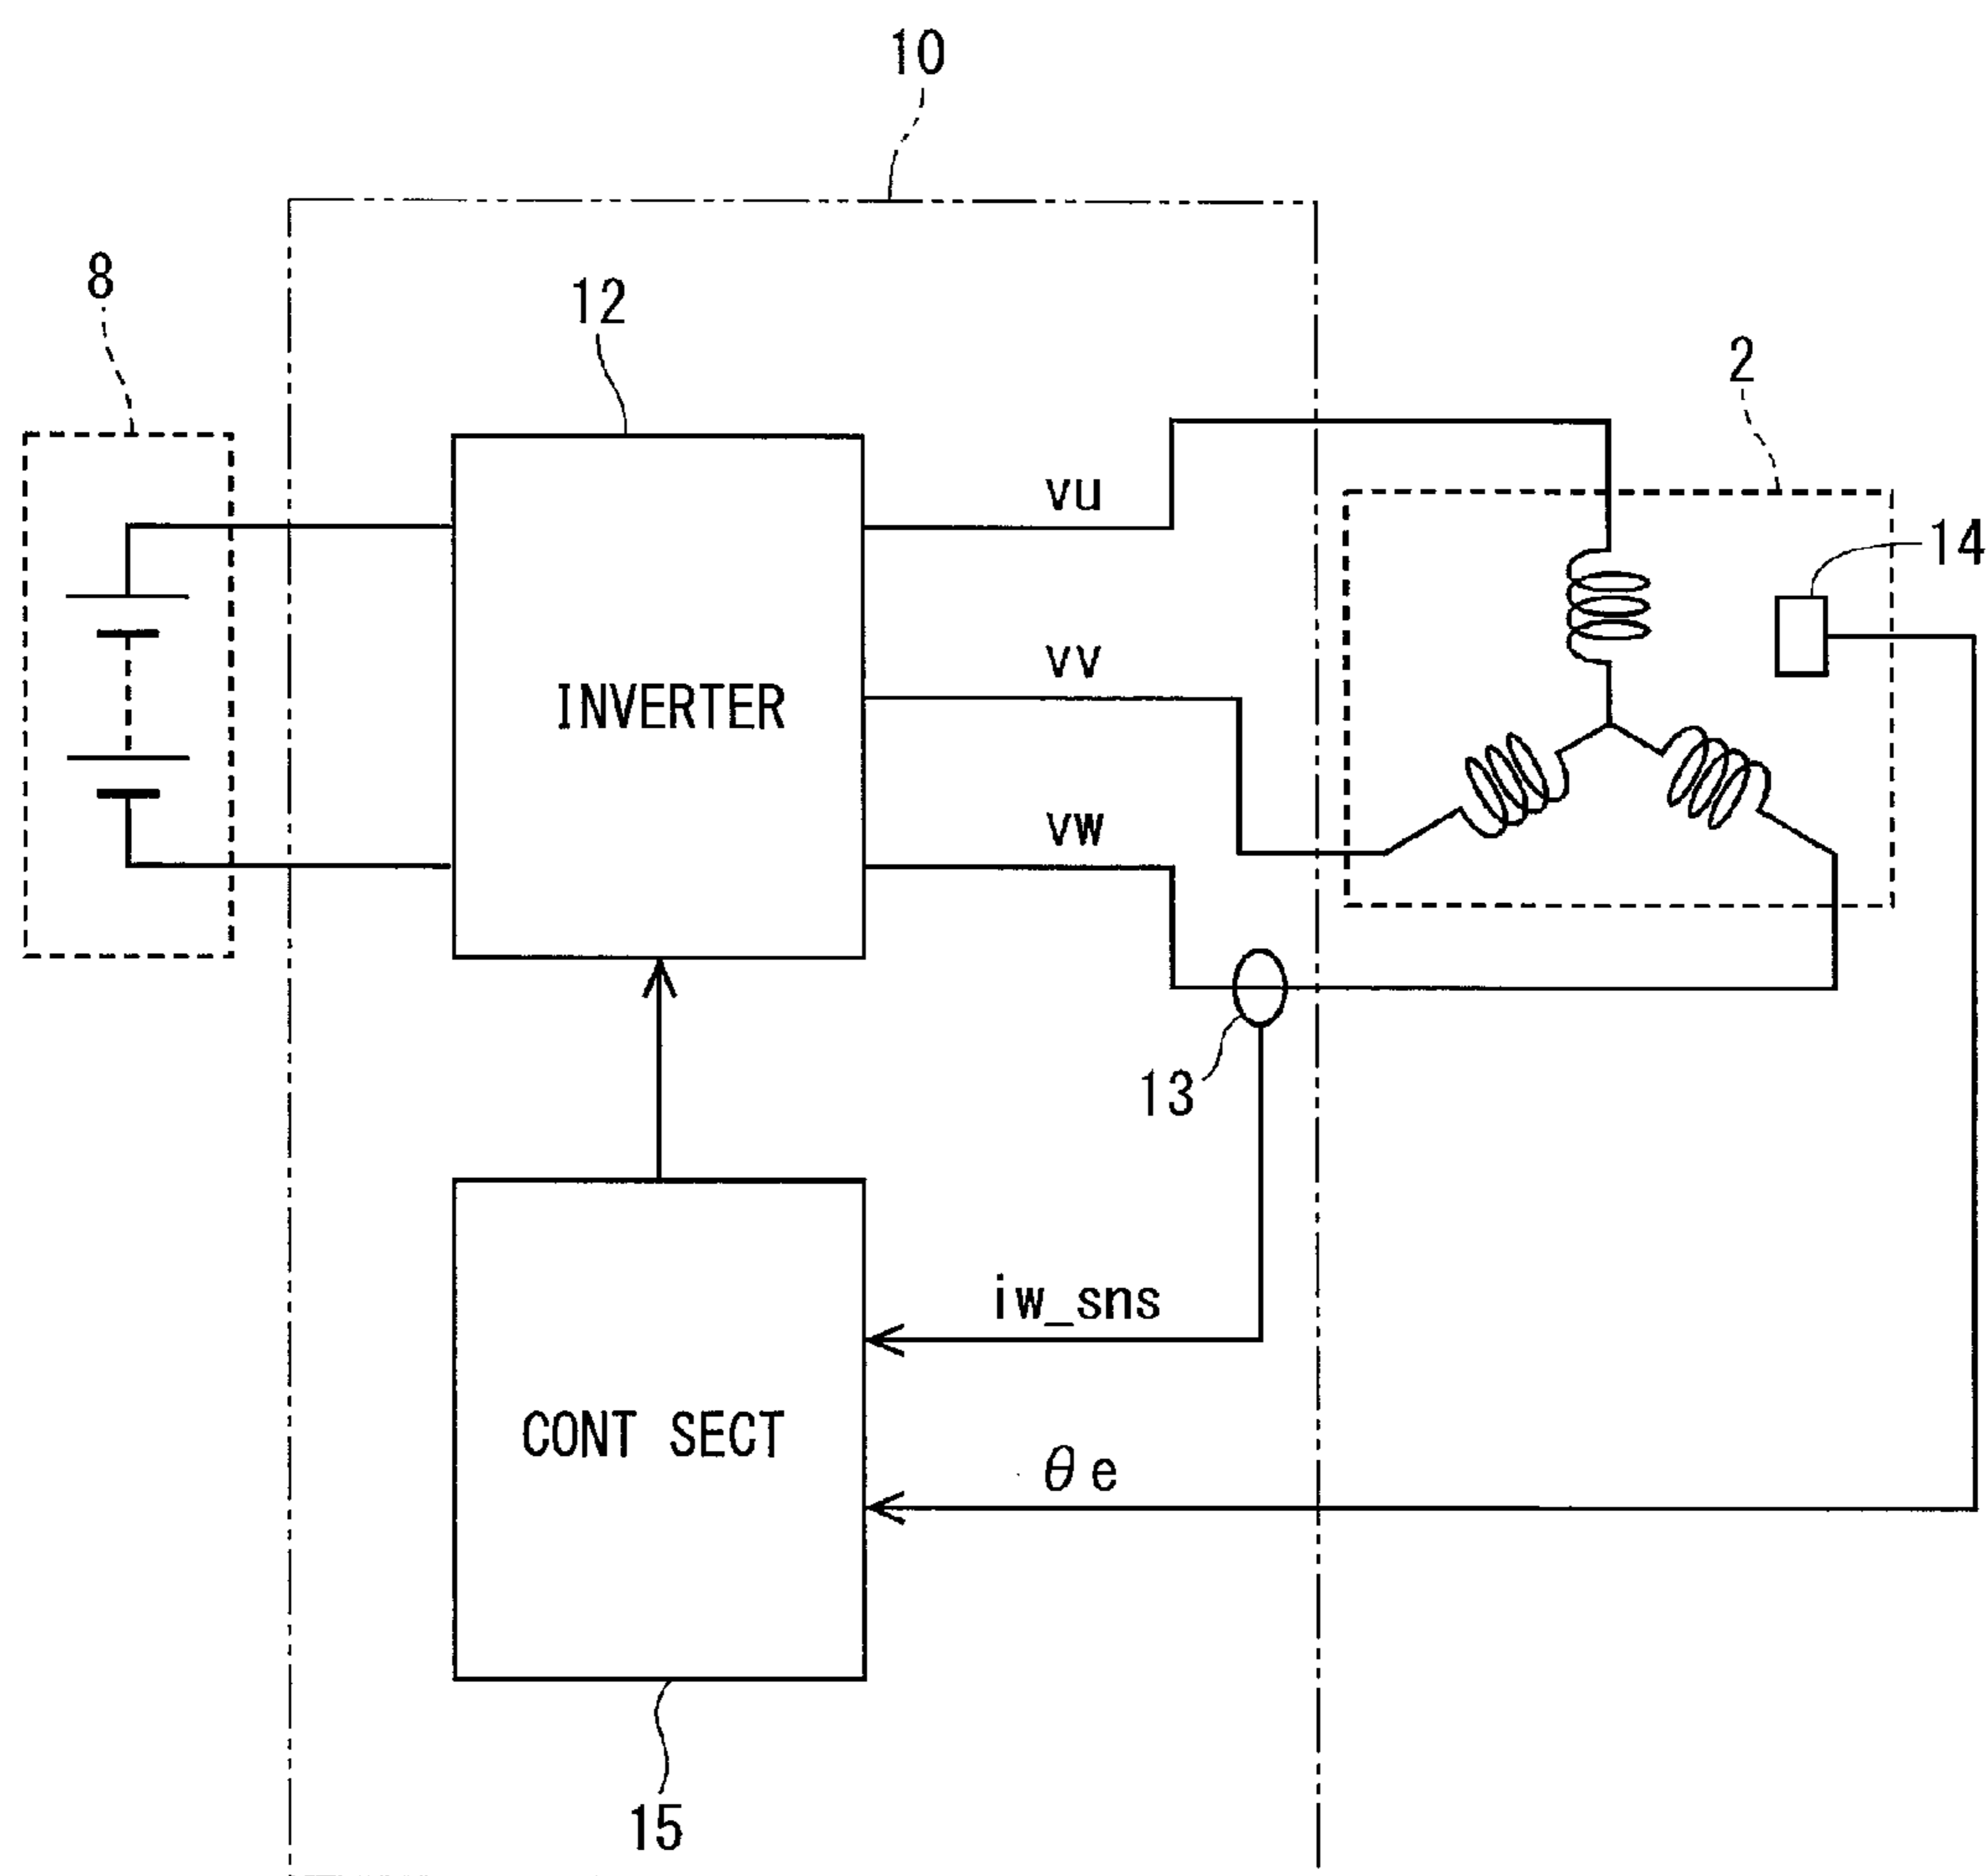 10
8
12
2
vu
14
vv
INVERTER
vw
13
iw_sns
CONT SECT
θe
15